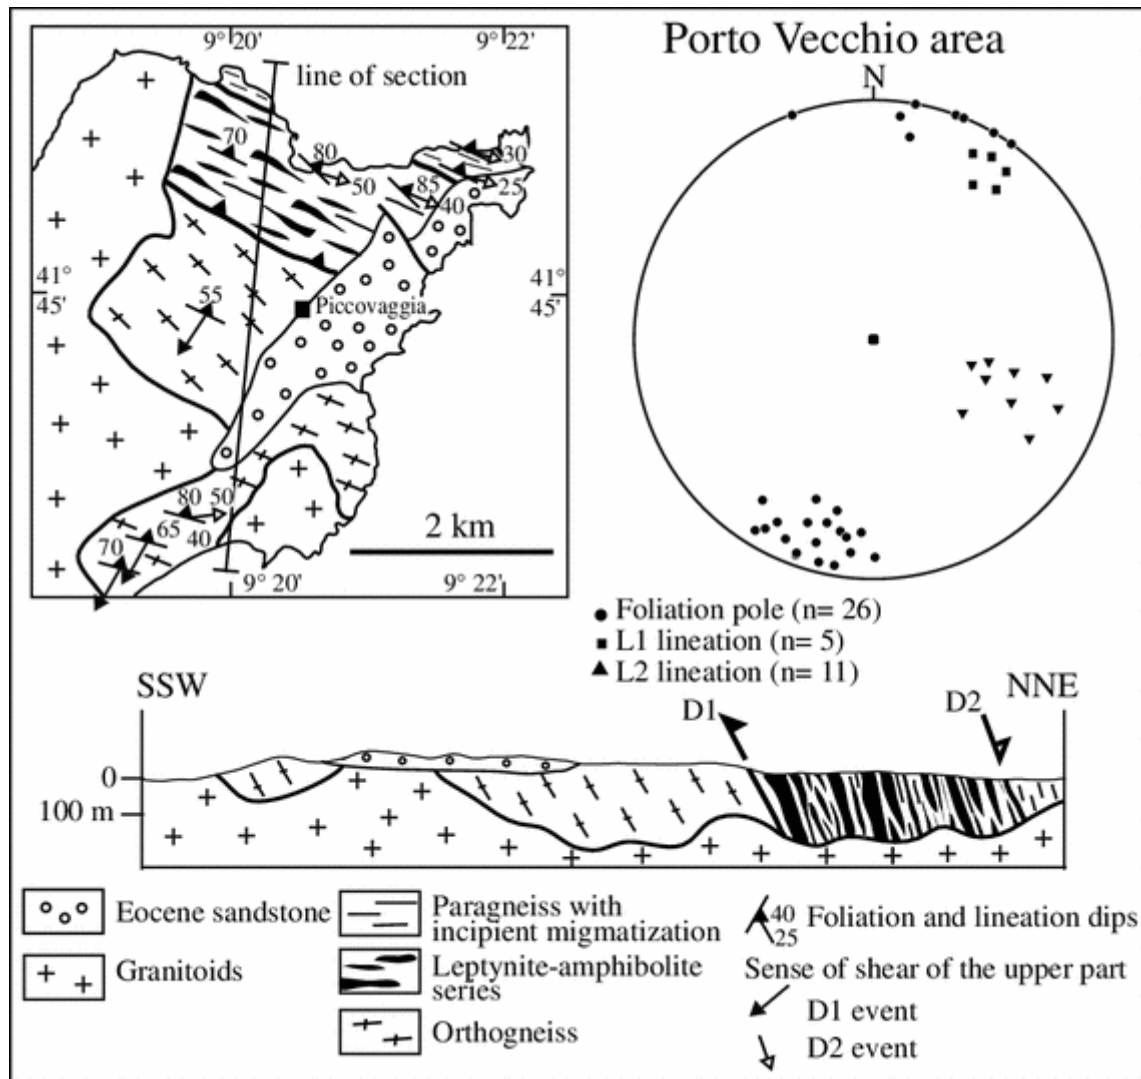 Porto Vecchio area
9° 20'
9° 22'
line of section
N
70
80
50
30
25
85
40
41°
45'
41°
45'
55
Piccovaggia
80
50
65
40
70
2 km
9° 20'
9° 22'
Foliation pole (n= 26)
L1 lineation (n= 5)
L2 lineation (n= 11)
SSW
NNE
D1
D2
0
100 m
Eocene sandstone
Granitoids
Paragneiss with
incipient migmatization
Leptynite-amphibolite
series
Orthogneiss
40
25
Foliation and lineation dips
Sense of shear of the upper part
D1 event
D2 event